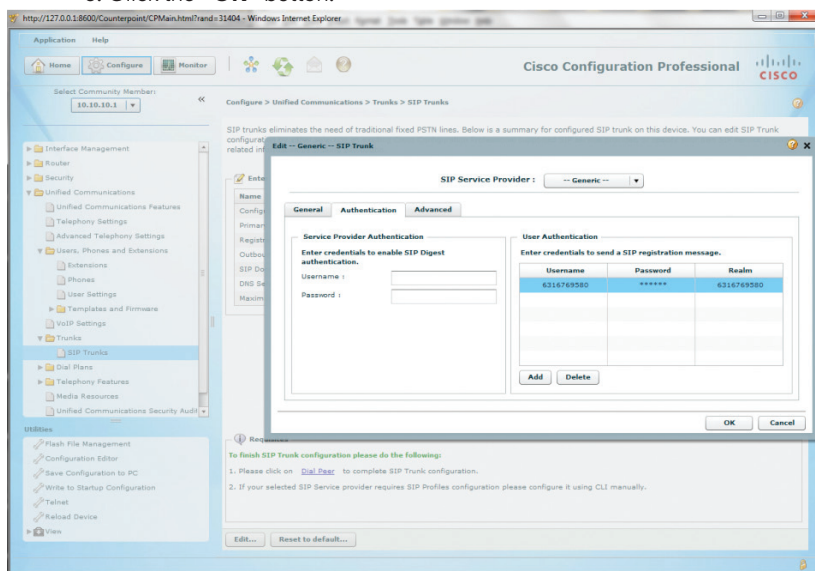 http://127.0.0.1:8600/Counterpoint/CPMain.html?rand=31404 - Windows Internet Explorer
Application Help
Home Configure Monitor
Cisco Configuration Professional
CISCO
Select Community Member:
10.10.10.1
Configure > Unified Communications > Trunks > SIP Trunks
SIP trunks eliminates the need of traditional fixed PSTN lines. Below is a summary for configured SIP trunk on this device. You can edit SIP Trunk
configurat
related inf
Interface Management
Router
Security
Unified Communications
Unified Communications Features
Telephony Settings
Advanced Telephony Settings
Users, Phones and Extensions
Extensions
Phones
User Settings
Templates and Firmware
VoIP Settings
Trunks
SIP Trunks
Dial Plans
Telephony Features
Media Resources
Unified Communications Security Audit
Utilities
Flash File Management
Configuration Editor
Save Configuration to PC
Write to Startup Configuration
Telnet
Reload Device
View
Ente
Name
Config
Primar
Registr
Outbou
SIP Do
DNS Se
Maxim
Edit -- Generic -- SIP Trunk
SIP Service Provider : -- Generic --
General Authentication Advanced
Service Provider Authentication
Enter credentials to enable SIP Digest
authentication.
Username :
Password :
User Authentication
Enter credentials to send a SIP registration message.
Username Password Realm
6316769580 ****** 6316769580
Add Delete
OK Cancel
To finish SIP Trunk configuration please do the following:
1. Please click on Dial Peer to complete SIP Trunk configuration.
2. If your selected SIP Service provider requires SIP Profiles configuration please configure it using CLI manually.
Edit... Reset to default...